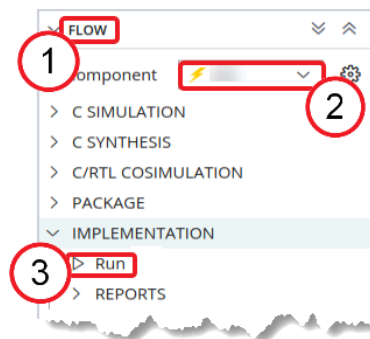 FLOW
1
Component
2
C SIMULATION
C SYNTHESIS
C/RTL COSIMULATION
PACKAGE
IMPLEMENTATION
3 Run
REPORTS